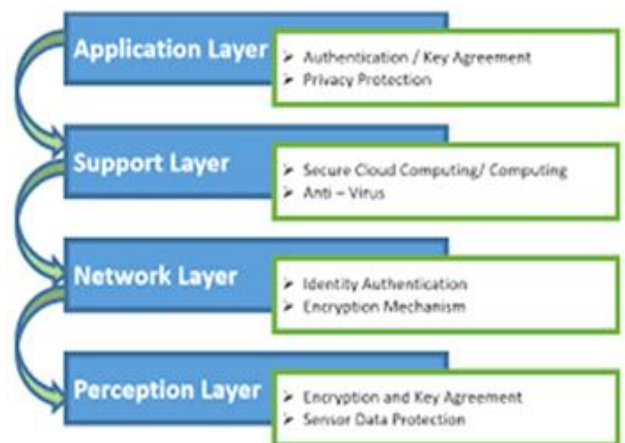 Application Layer
➤ Authentication / Key Agreement
➤ Privacy Protection
Support Layer
➤ Secure Cloud Computing/ Computing
➤ Anti – Virus
Network Layer
➤ Identity Authentication
➤ Encryption Mechanism
Perception Layer
➤ Encryption and Key Agreement
➤ Sensor Data Protection